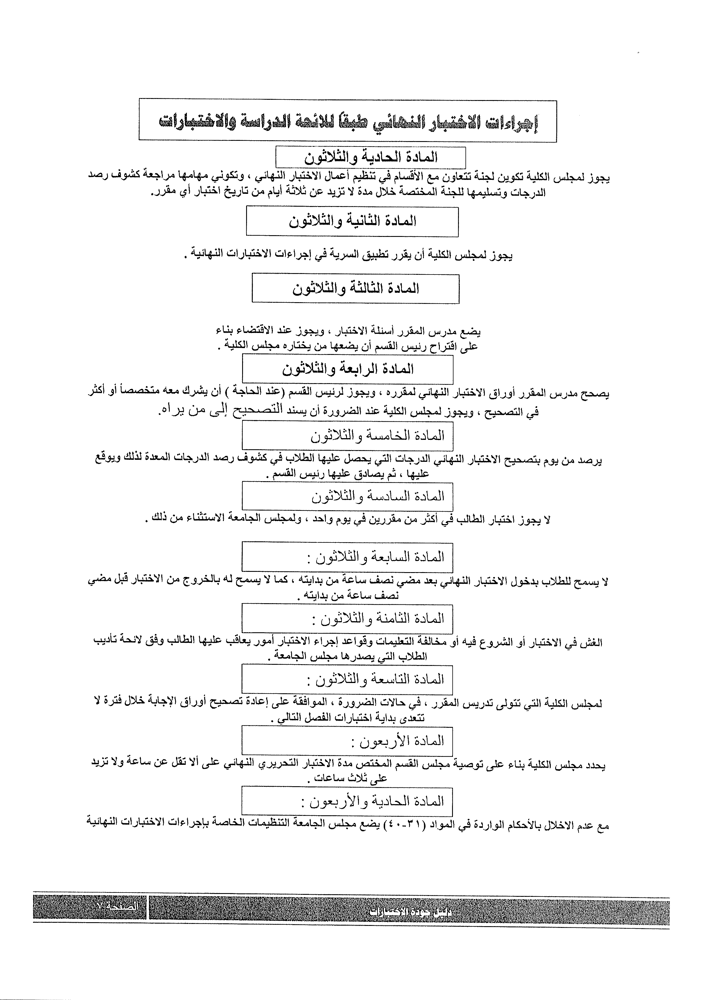 إجراءات الاختبار النهائي طبقاً للائحة الدراسة والاختبارات
المادة الحادية والثلاثون
يجوز لمجلس الكلية تكوين لجنة تتعاون مع الأقسام في تنظيم أعمال الاختبار النهائي ، وتكوني مهامها مراجعة كشوف رصد
الدرجات وتسليمها للجنة المختصة خلال مدة لا تزيد عن ثلاثة أيام من تاريخ اختبار أي مقرر.
المادة الثانية والثلاثون
يجوز لمجلس الكلية أن يقرر تطبيق السرية في إجراءات الاختبارات النهائية .
المادة الثالثة والثلاثون
يضع مدرس المقرر أسئلة الاختبار ، ويجوز عند الاقتضاء بناء
على اقتراح رئيس القسم أن يضعها من يختاره مجلس الكلية .
المادة الرابعة والثلاثون
يصحح مدرس المقرر أوراق الاختبار النهائي لمقرره ، ويجوز لرئيس القسم (عند الحاجة ) أن يشرك معه متخصصاً أو أكثر
في التصحيح ، ويجوز لمجلس الكلية عند الضرورة أن يسند التصحيح إلى من يراه.
المادة الخامسة والثلاثون
يرصد من يوم بتصحيح الاختبار النهائي الدرجات التي يحصل عليها الطلاب في كشوف رصد الدرجات المعدة لذلك ويوقع
عليها ، ثم يصادق عليها رئيس القسم .
المادة السادسة والثلاثون
لا يجوز اختبار الطالب في أكثر من مقررين في يوم واحد ، ولمجلس الجامعة الاستثناء من ذلك .
المادة السابعة والثلاثون :
لا يسمح للطلاب بدخول الاختبار النهائي بعد مضي نصف ساعة من بدايته ، كما لا يسمح له بالخروج من الاختبار قبل مضي
نصف ساعة من بدايته .
المادة الثامنة والثلاثون :
الغش في الاختبار أو الشروع فيه أو مخالفة التعليمات وقواعد إجراء الاختبار أمور يعاقب عليها الطالب وفق لائحة تأديب
الطلاب التي يصدرها مجلس الجامعة .
المادة التاسعة والثلاثون :
لمجلس الكلية التي تتولى تدريس المقرر ، في حالات الضرورة ، الموافقة على إعادة تصحيح أوراق الإجابة خلال فترة لا
تتعدى بداية اختبارات الفصل التالي .
المادة الأربعون :
يحدد مجلس الكلية بناء على توصية مجلس القسم المختص مدة الاختبار التحريري النهائي على ألا تقل عن ساعة ولا تزيد
على ثلاث ساعات .
المادة الحادية والأربعون :
مع عدم الاخلال بالأحكام الواردة في المواد (٣١-٤٠) يضع مجلس الجامعة التنظيمات الخاصة بإجراءات الاختبارات النهائية
دليل جودة الاختبارات
الصفحة ٧